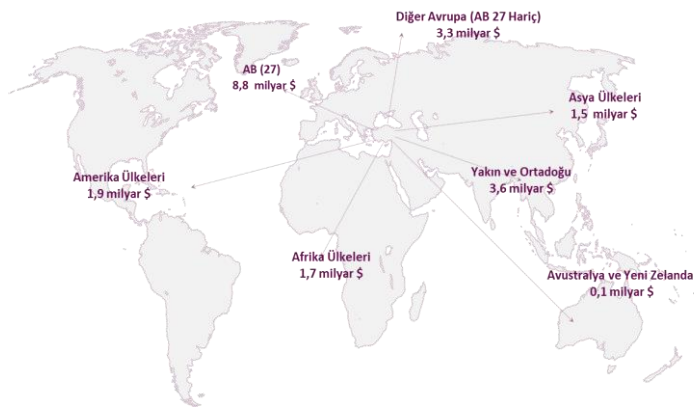 Diğer Avrupa (AB 27 Hariç)
3,3 milyar $
AB (27)
8,8 milyar $
Asya Ülkeleri
1,5 milyar $
Amerika Ülkeleri
1,9 milyar $
Yakın ve Ortadoğu
3,6 milyar $
Afrika Ülkeleri
1,7 milyar $
Avustralya ve Yeni Zelanda
0,1 milyar $